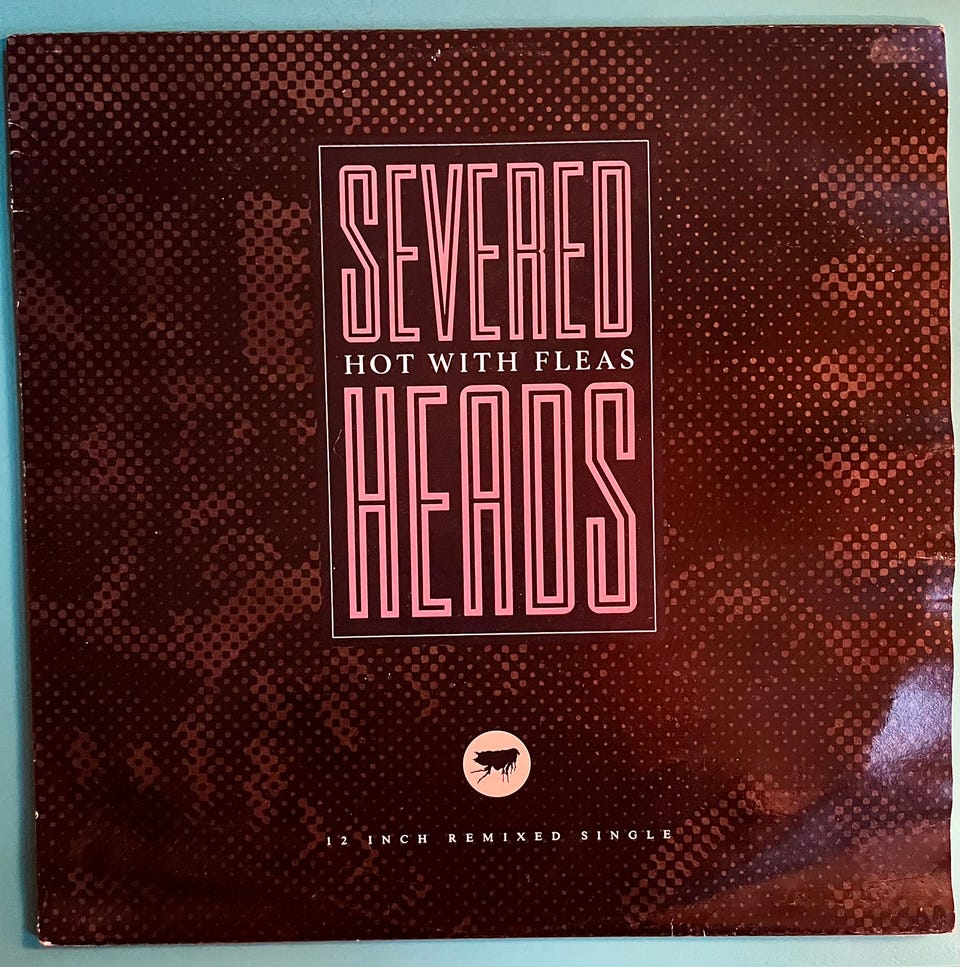 SEVERED
HOT WITH FLEAS
HEADS
12 INCH REMIXED SINGLE